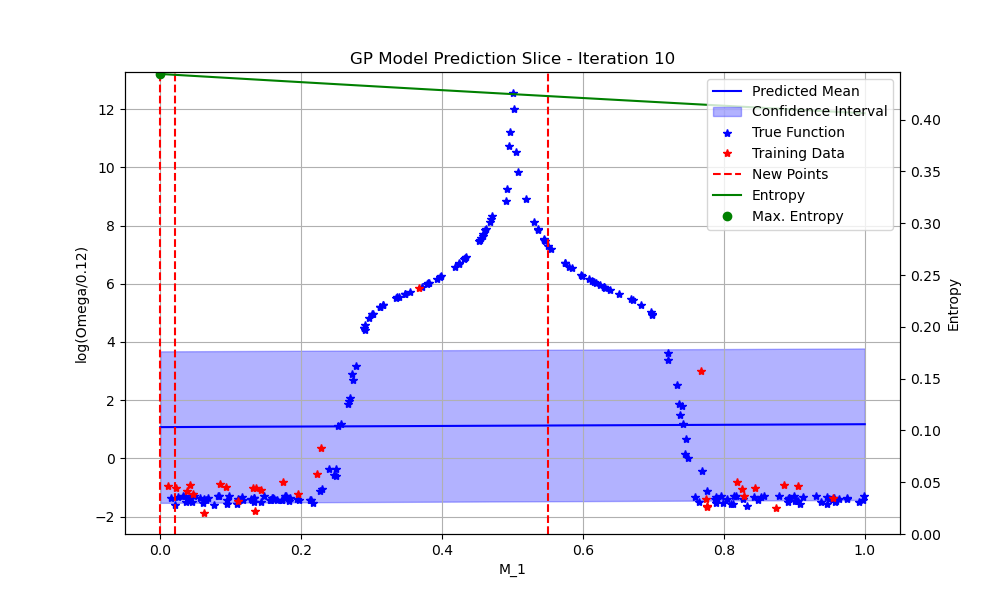 GP Model Prediction Slice - Iteration 10
Predicted Mean
Confidence Interval
True Function
Training Data
New Points
Entropy
Max. Entropy
12
10
8
6
4
2
0
−2
log(Omega/0.12)
0.40
0.35
0.30
0.25
0.20
0.15
0.10
0.05
0.00
Entropy
0.0 0.2 0.4 0.6 0.8 1.0
M_1